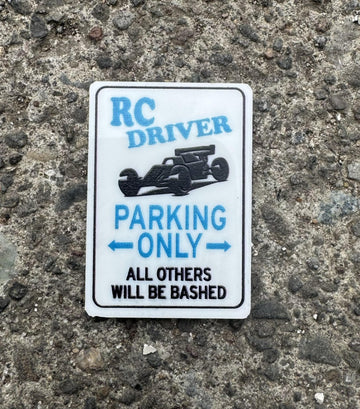 RC
DRIVER
PARKING
ONLY
ALL OTHERS
WILL BE BASHED